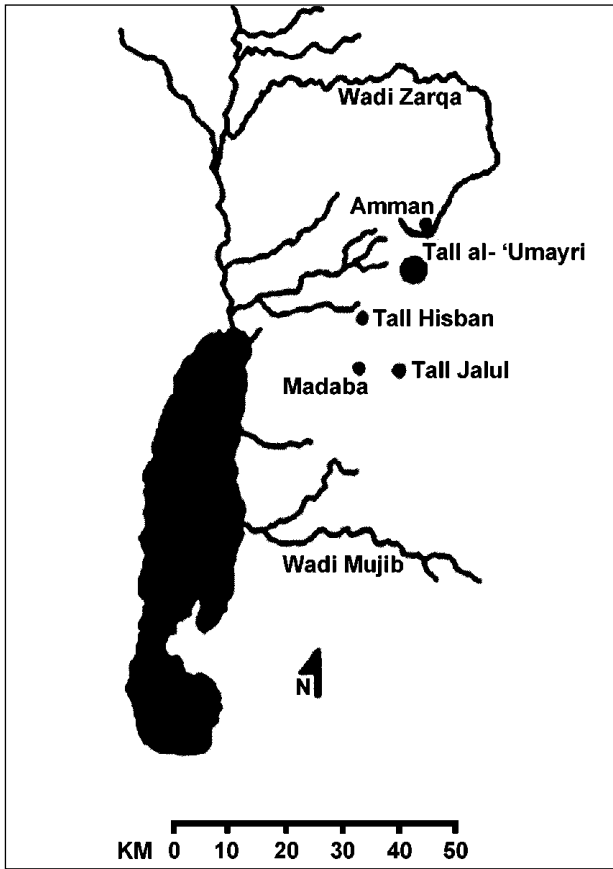 Wadi Zarqa
Amman
Tall al- ‘Umayri
Tall Hisban
Madaba
Tall Jalul
Wadi Mujib
N
KM 0 10 20 30 40 50